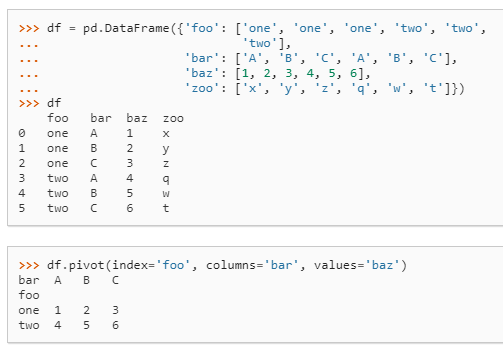 >>> df = pd.DataFrame({'foo': ['one', 'one', 'one', 'two', 'two',
...                            'two'],
...                    'bar': ['A', 'B', 'C', 'A', 'B', 'C'],
...                    'baz': [1, 2, 3, 4, 5, 6],
...                    'zoo': ['x', 'y', 'z', 'q', 'w', 't']})
>>> df
    foo   bar  baz  zoo
0   one   A    1    x
1   one   B    2    y
2   one   C    3    z
3   two   A    4    q
4   two   B    5    w
5   two   C    6    t
>>> df.pivot(index='foo', columns='bar', values='baz')
bar  A   B   C
foo
one  1   2   3
two  4   5   6